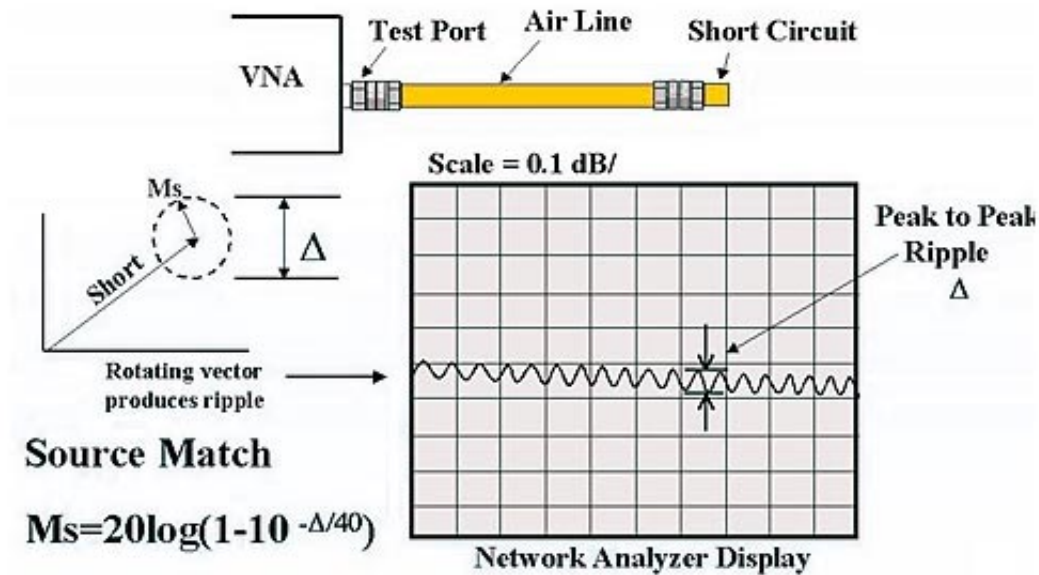 VNA
Test Port
Air Line
Short Circuit
Scale = 0.1 dB/
Ms
Short
Δ
Peak to Peak
Ripple
Δ
Rotating vector
produces ripple
Source Match
Ms=20log(1-10 -Δ/40)
Network Analyzer Display